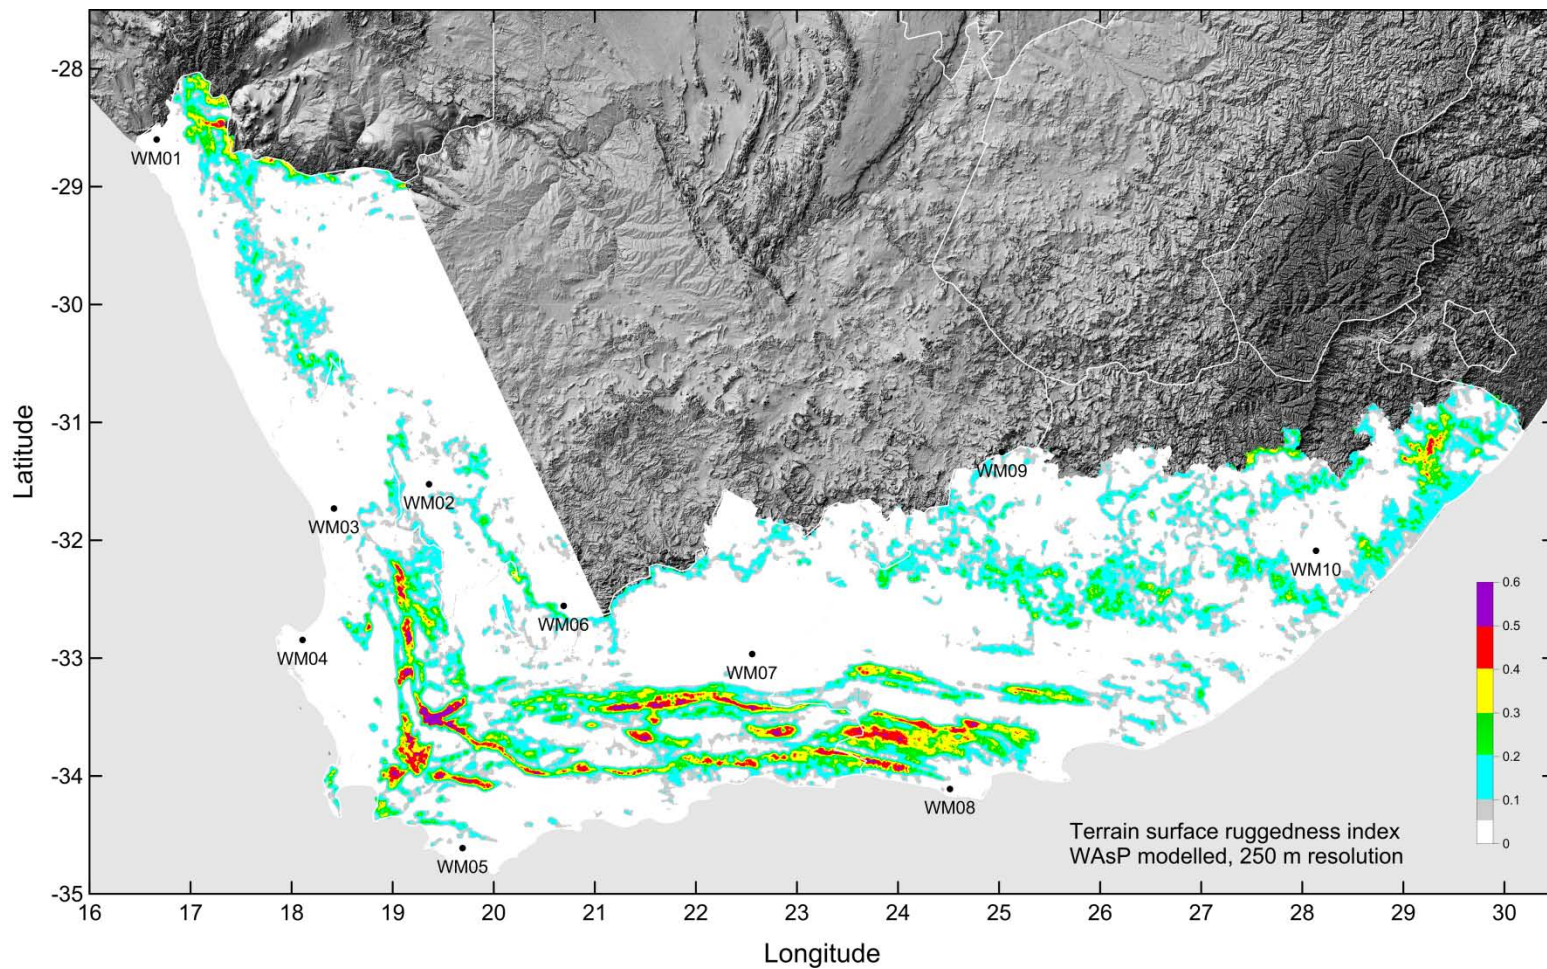 -28
-29
-30
-31
-32
-33
-34
-35
Latitude
WM01
WM09
WM02
WM03
WM10
WM06
WM04
WM07
WM08
WM05
0.6
0.5
0.4
0.3
0.2
0.1
0
Terrain surface ruggedness index
WAsP modelled, 250 m resolution
16 17 18 19 20 21 22 23 24 25 26 27 28 29 30
Longitude